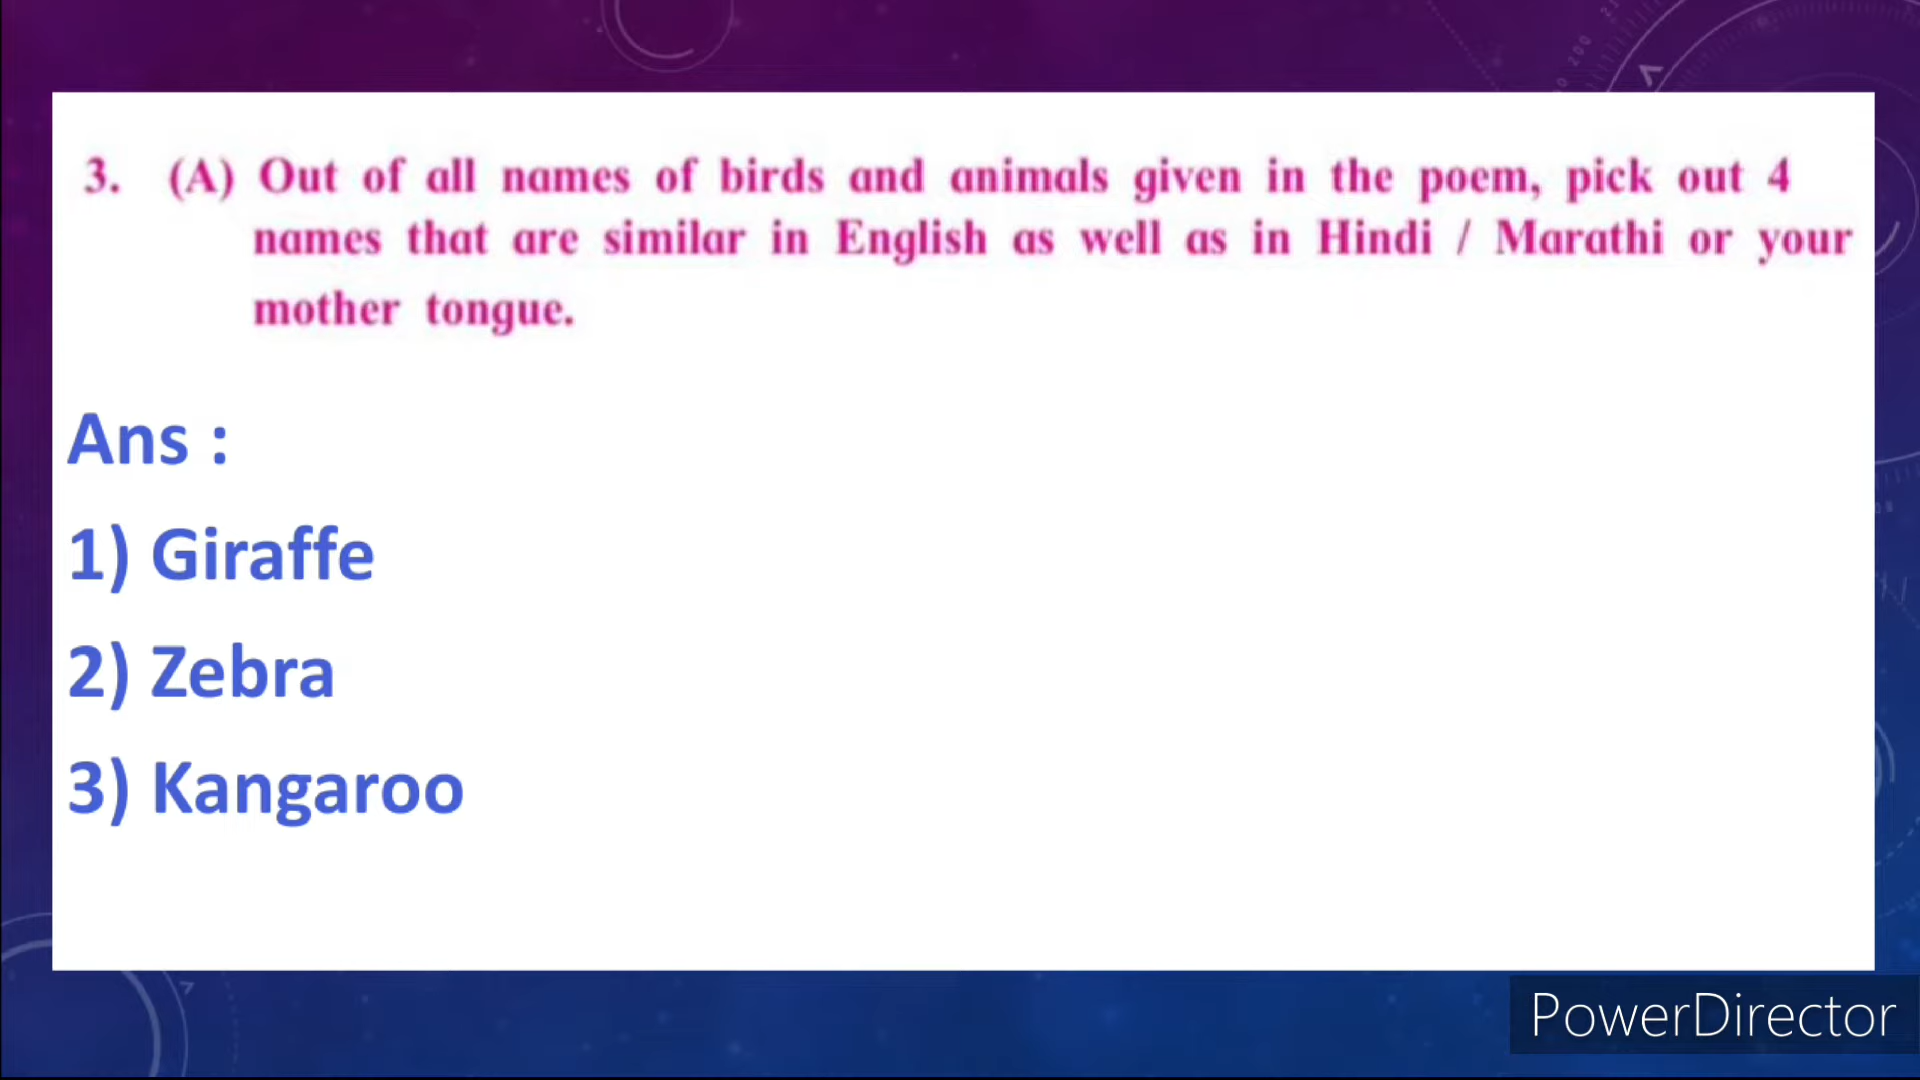 3. (A) Out of all names of birds and animals given in the poem, pick out 4
names that are similar in English as well as in Hindi / Marathi or your
mother tongue.
Ans :
1) Giraffe
2) Zebra
3) Kangaroo
PowerDirector